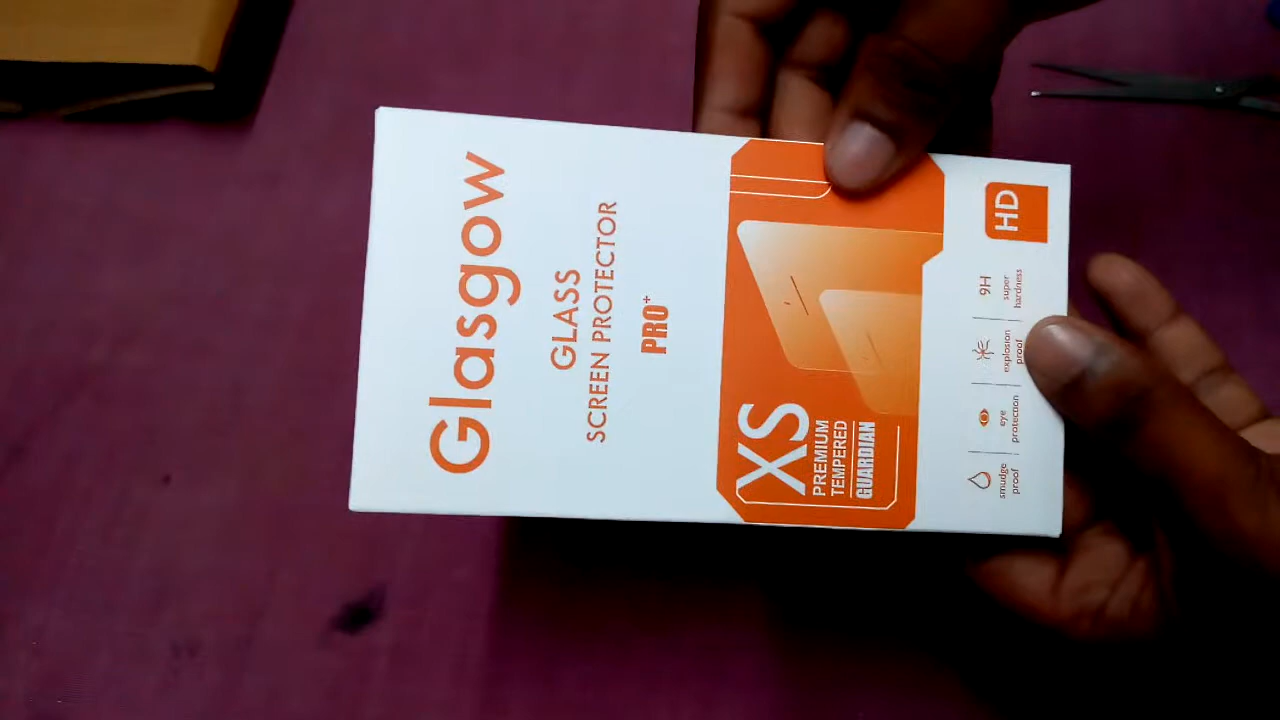 Glasgow
GLASS
SCREEN PROTECTOR
PRO+
XS
PREMIUM
TEMPERED
GUARDIAN
smudge
proof
eye
protection
explosion
proof
9H
super
hardness
HD